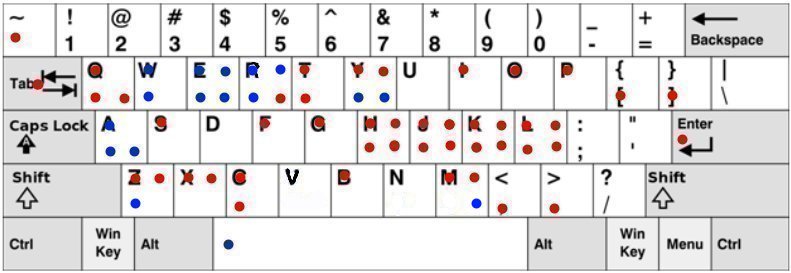 ~ ! @ # $ % ^ & * ( ) _ +
1 2 3 4 5 6 7 8 9 0 - = Backspace
Tab Q W E R T Y U I O P { } |
[ ] \
Caps Lock A S D F G H J K L : " Enter
; '
Shift Z X C V B N M < > ? Shift
/
Ctrl Win Key Alt Alt Win Key Menu Ctrl